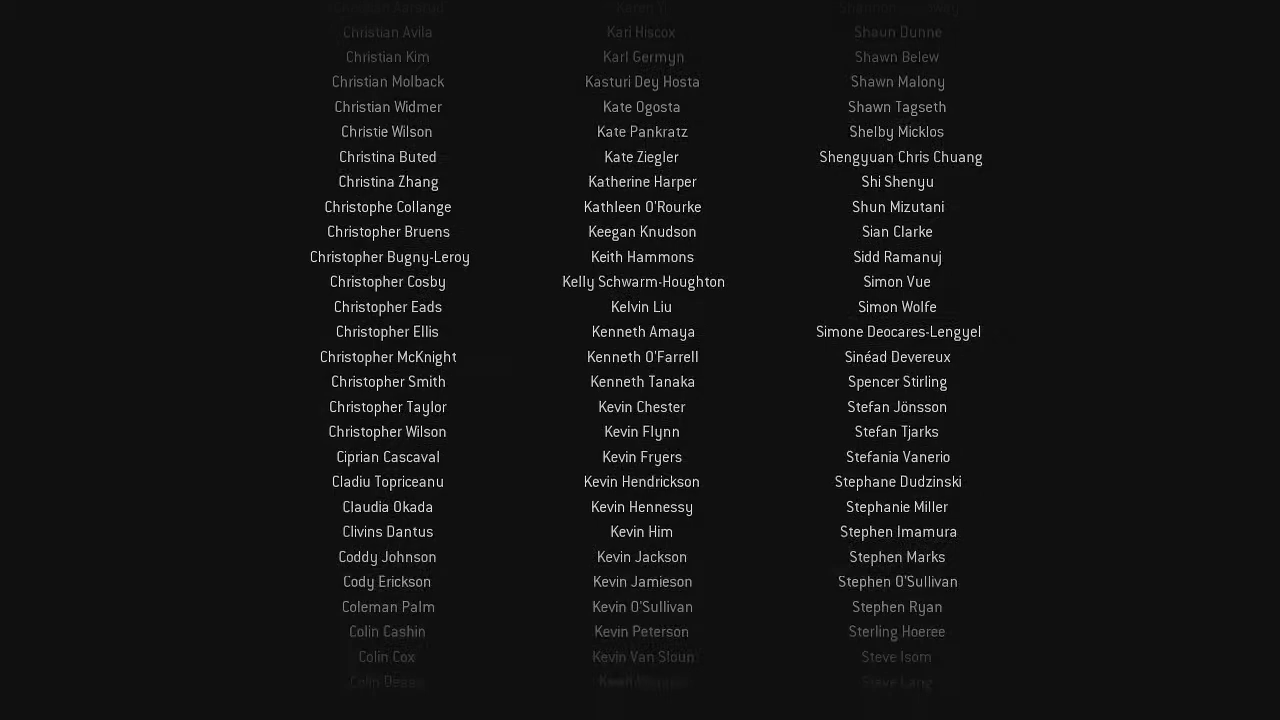 Christian Avila
Christian Kim
Christian Molback
Christian Widmer
Christie Wilson
Christina Buted
Christina Zhang
Christophe Collange
Christopher Bruens
Christopher Bugny-Leroy
Christopher Cosby
Christopher Eads
Christopher Ellis
Christopher McKnight
Christopher Smith
Christopher Taylor
Christopher Wilson
Ciprian Cascaval
Cladiu Topriceanu
Claudia Okada
Clivins Dantus
Coddy Johnson
Cody Erickson
Coleman Palm
Colin Cashin
Colin Cox
Colin
Kari Hiscox
Karl Germyn
Kasturi Dey Hosta
Kate Ogosta
Kate Pankratz
Kate Ziegler
Katherine Harper
Kathleen O'Rourke
Keegan Knudson
Keith Hammons
Kelly Schwarm-Houghton
Kelvin Liu
Kenneth Amaya
Kenneth O'Farrell
Kenneth Tanaka
Kevin Chester
Kevin Flynn
Kevin Fryers
Kevin Hendrickson
Kevin Hennessy
Kevin Him
Kevin Jackson
Kevin Jamieson
Kevin O'Sullivan
Kevin Peterson
Kevin Van Sloun
Shaun Dunne
Shawn Belew
Shawn Malony
Shawn Tagseth
Shelby Micklos
Shengyuan Chris Chuang
Shi Shenyu
Shun Mizutani
Sian Clarke
Sidd Ramanuj
Simon Vue
Simon Wolfe
Simone Deocares-Lengyel
Sinéad Devereux
Spencer Stirling
Stefan Jönsson
Stefan Tjarks
Stefania Vanerio
Stephane Dudzinski
Stephanie Miller
Stephen Imamura
Stephen Marks
Stephen O'Sullivan
Stephen Ryan
Sterling Hoeree
Steve Isom
Steve Lang